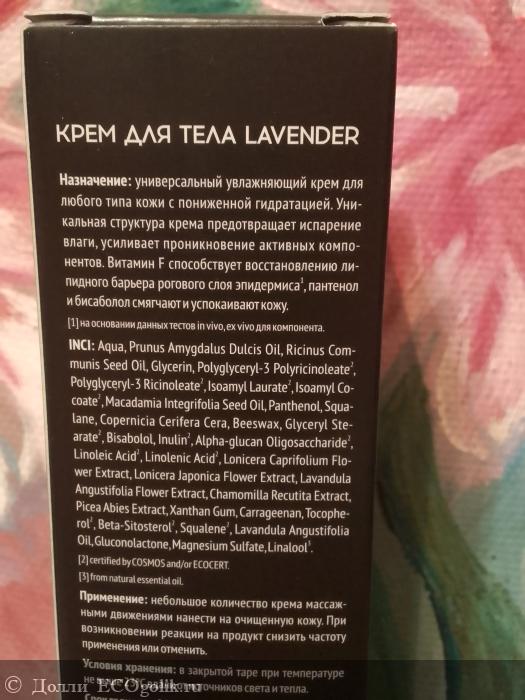 КРЕМ ДЛЯ ТЕЛА LAVENDER
Назначение: универсальный увлажняющий крем для
любого типа кожи с пониженной гидратацией. Уни-
кальная структура крема предотвращает испарение
влаги, усиливает проникновение активных компо-
нентов. Витамин F способствует восстановлению ли-
пидного барьера рогового слоя эпидермиса¹, пантенол
и бисаболол смягчают и успокаивают кожу.
[1] на основании данных тестов in vivo, ex vivo для компонента.
INCI: Aqua, Prunus Amygdalus Dulcis Oil, Ricinus Com-
munis Seed Oil, Glycerin, Polyglyceryl-3 Polyricinoleate²,
Polyglyceryl-3 Ricinoleate², Isoamyl Laurate², Isoamyl Co-
coate², Macadamia Integrifolia Seed Oil, Panthenol, Squa-
lane, Copernicia Cerifera Cera, Beeswax, Glyceryl Ste-
arate², Bisabolol, Inulin², Alpha-glucan Oligosaccharide²,
Linoleic Acid², Linolenic Acid², Lonicera Caprifolium Flo-
wer Extract, Lonicera Japonica Flower Extract, Lavandula
Angustifolia Flower Extract, Chamomilla Recutita Extract,
Picea Abies Extract, Xanthan Gum, Carrageenan, Tocophe-
rol², Beta-Sitosterol², Squalene², Lavandula Angustifolia
Oil, Gluconolactone, Magnesium Sulfate, Linalool³.
[2] certified by COSMOS and/or ECOCERT.
[3] from natural essential oil.
Применение: небольшое количество крема массаж-
ными движениями нанести на очищенную кожу. При
возникновении реакции на продукт снизить частоту
применения или отменить.
Условия хранения: в закрытой таре при температуре
не выше источников света и тепла.
© Долли ECOgolik.ru